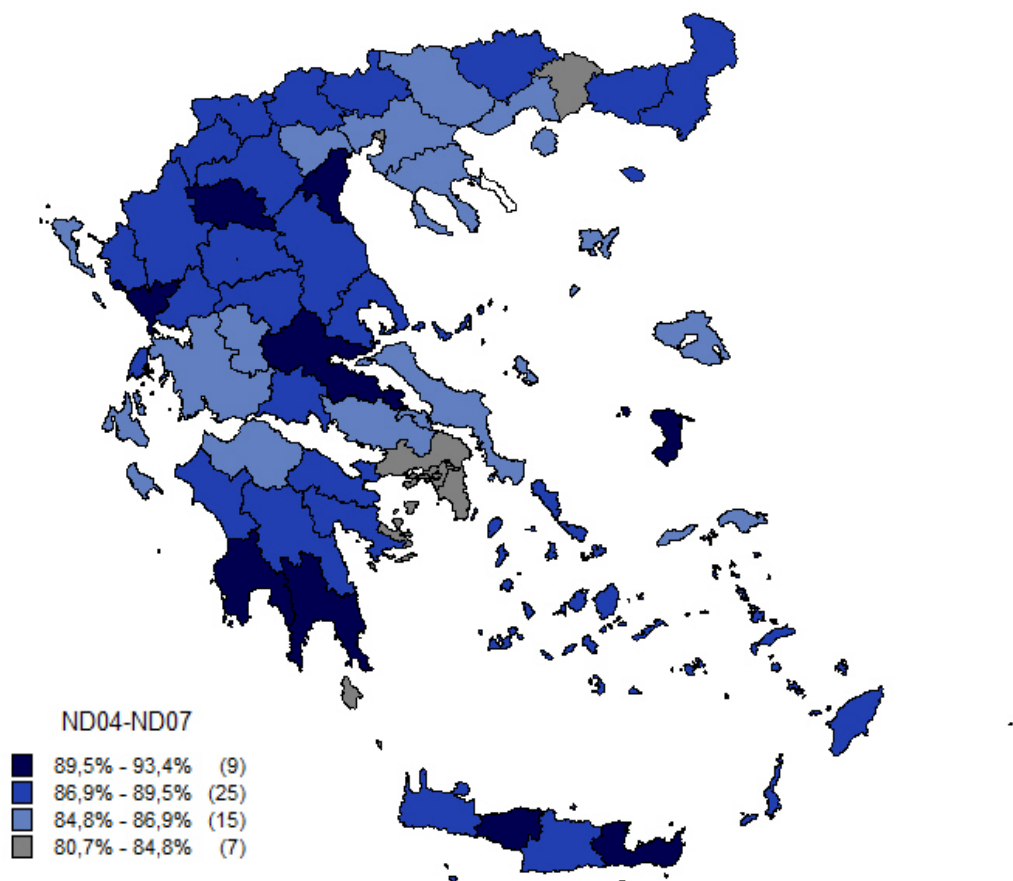 ND04-ND07
89,5% - 93,4% (9)
86,9% - 89,5% (25)
84,8% - 86,9% (15)
80,7% - 84,8% (7)